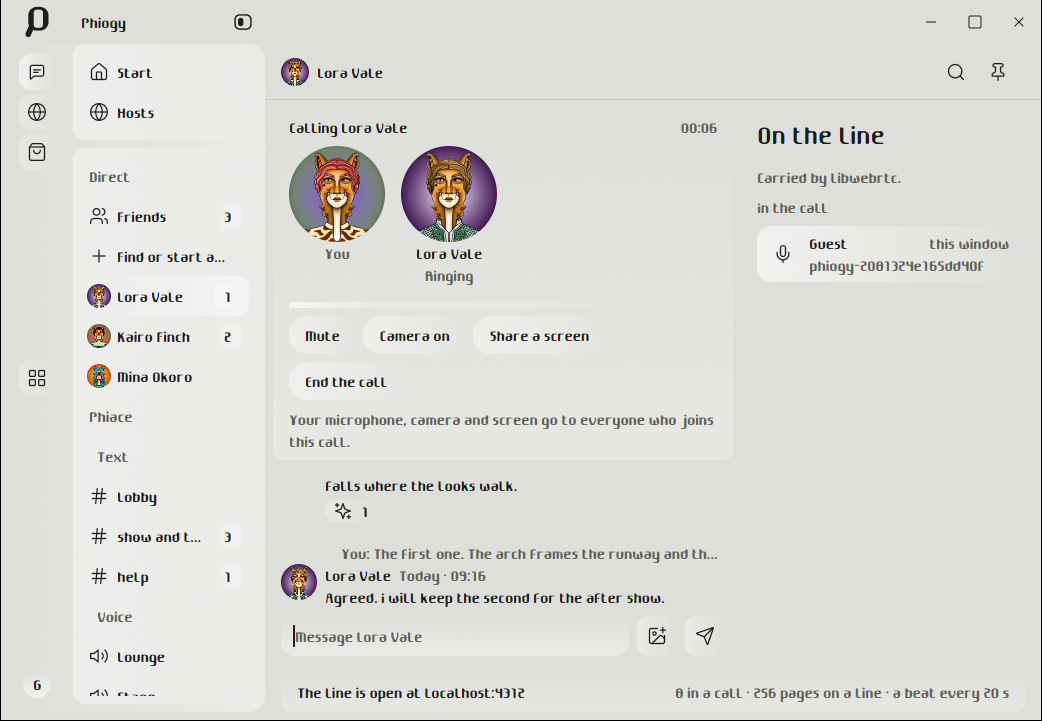 Phiogy
Start
Hosts
Direct
Friends 3
Find or start a...
Lora Vale 1
Kairo Finch 2
Mina Okoro
Phiace
Text
lobby
show and t... 3
help 1
Voice
Lounge
G
Lora Vale
Calling Lora Vale 00:06
You
Lora Vale
Ringing
Mute
Camera on
Share a screen
End the call
Your microphone, camera and screen go to everyone who joins
this call.
falls where the looks walk.
1
You: The first one. The arch frames the runway and th...
Lora Vale Today · 09:16
Agreed. i will keep the second for the after show.
Message Lora Vale
On the Line
Carried by libwebrtc.
in the call
Guest this window
phiogy-2081324e165dd40f
The line is open at localhost:4312
0 in a call · 256 pages on a line · a beat every 20 s